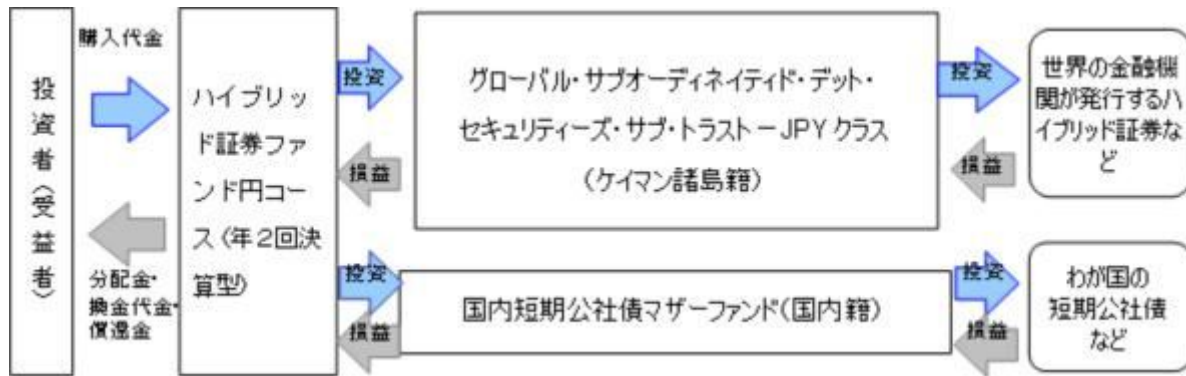 投資者(受益者)
購入代金
分配金・
換金代金・
償還金
ハイブリッ
ド証券ファ
ンド円コー
ス(年2回決
算型)
投資
損益
投資
損益
グローバル・サブオーディネイティド・デット・
セキュリティーズ・サブ・トラスト-JPYクラス
(ケイマン諸島籍)
国内短期公社債マザーファンド(国内籍)
投資
損益
投資
損益
世界の金融機
関が発行するハ
イブリッド証券な
ど
わが国の
短期公社債
など